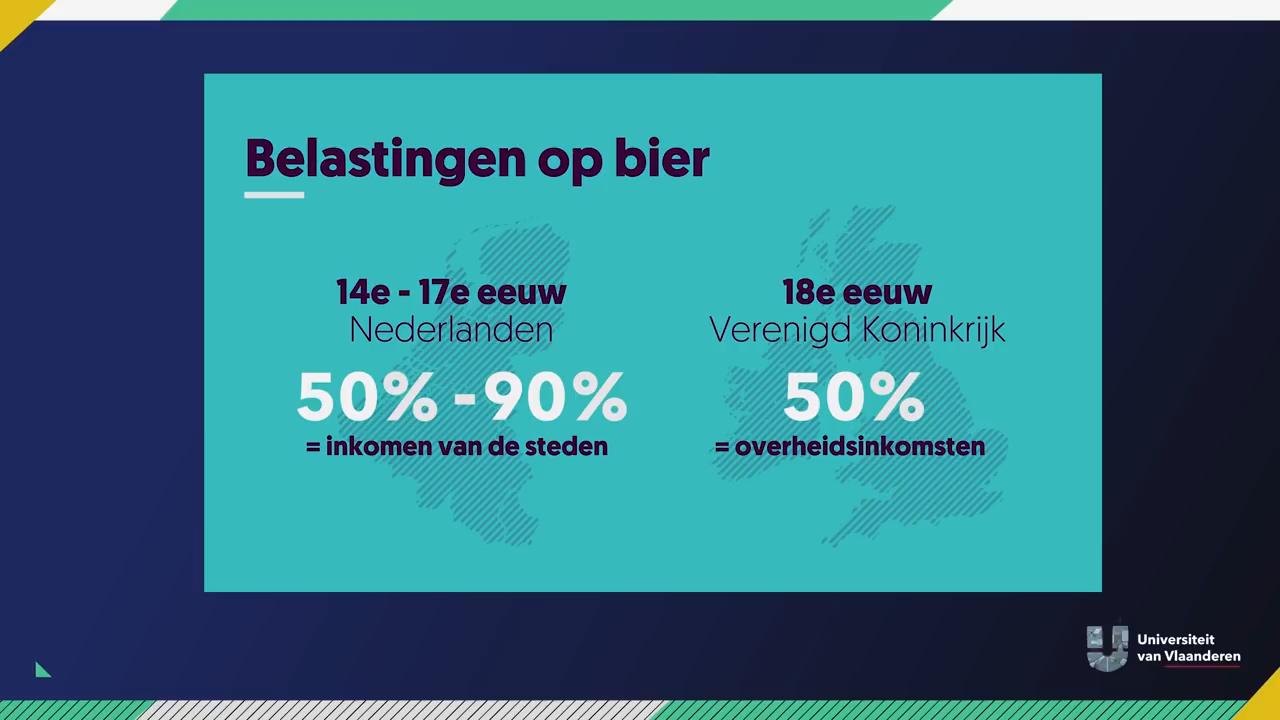 Belastingen op bier
14e - 17e eeuw
Nederlanden
50% - 90%
= inkomen van de steden
18e eeuw
Verenigd Koninkrijk
50%
= overheidsinkomsten
Universiteit
van Vlaanderen